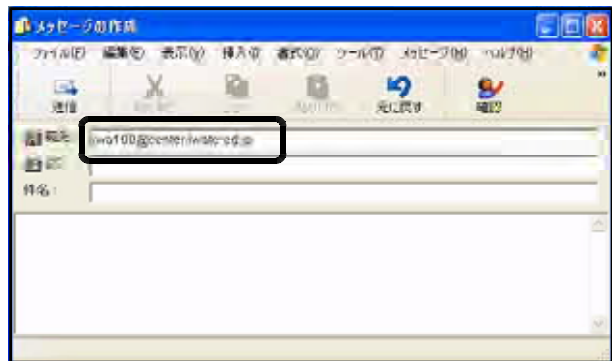 メッセージの作成
ファイル(F) 編集(E) 表示(V) 挿入(I) 書式(O) ツール(T) メッセージ(M) ヘルプ(H)
送信 元に戻す 確認
宛先:
CC:
件名: